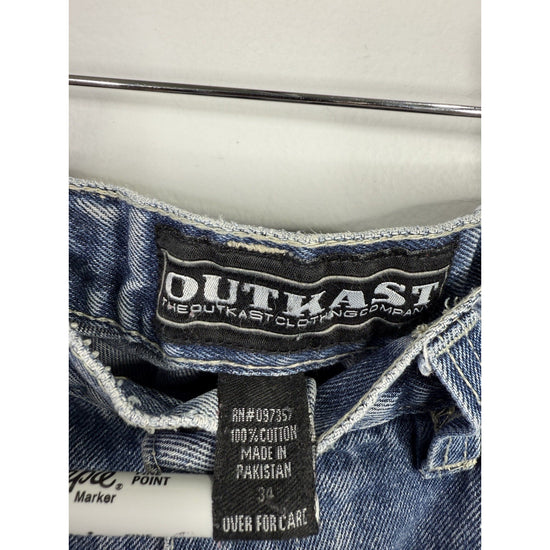 OUTKAST
THE OUTKAST CLOTHING COMPANY
RN#097357
100% COTTON
MADE IN
PAKISTAN
34
OVER FOR CARE
POINT
Marker